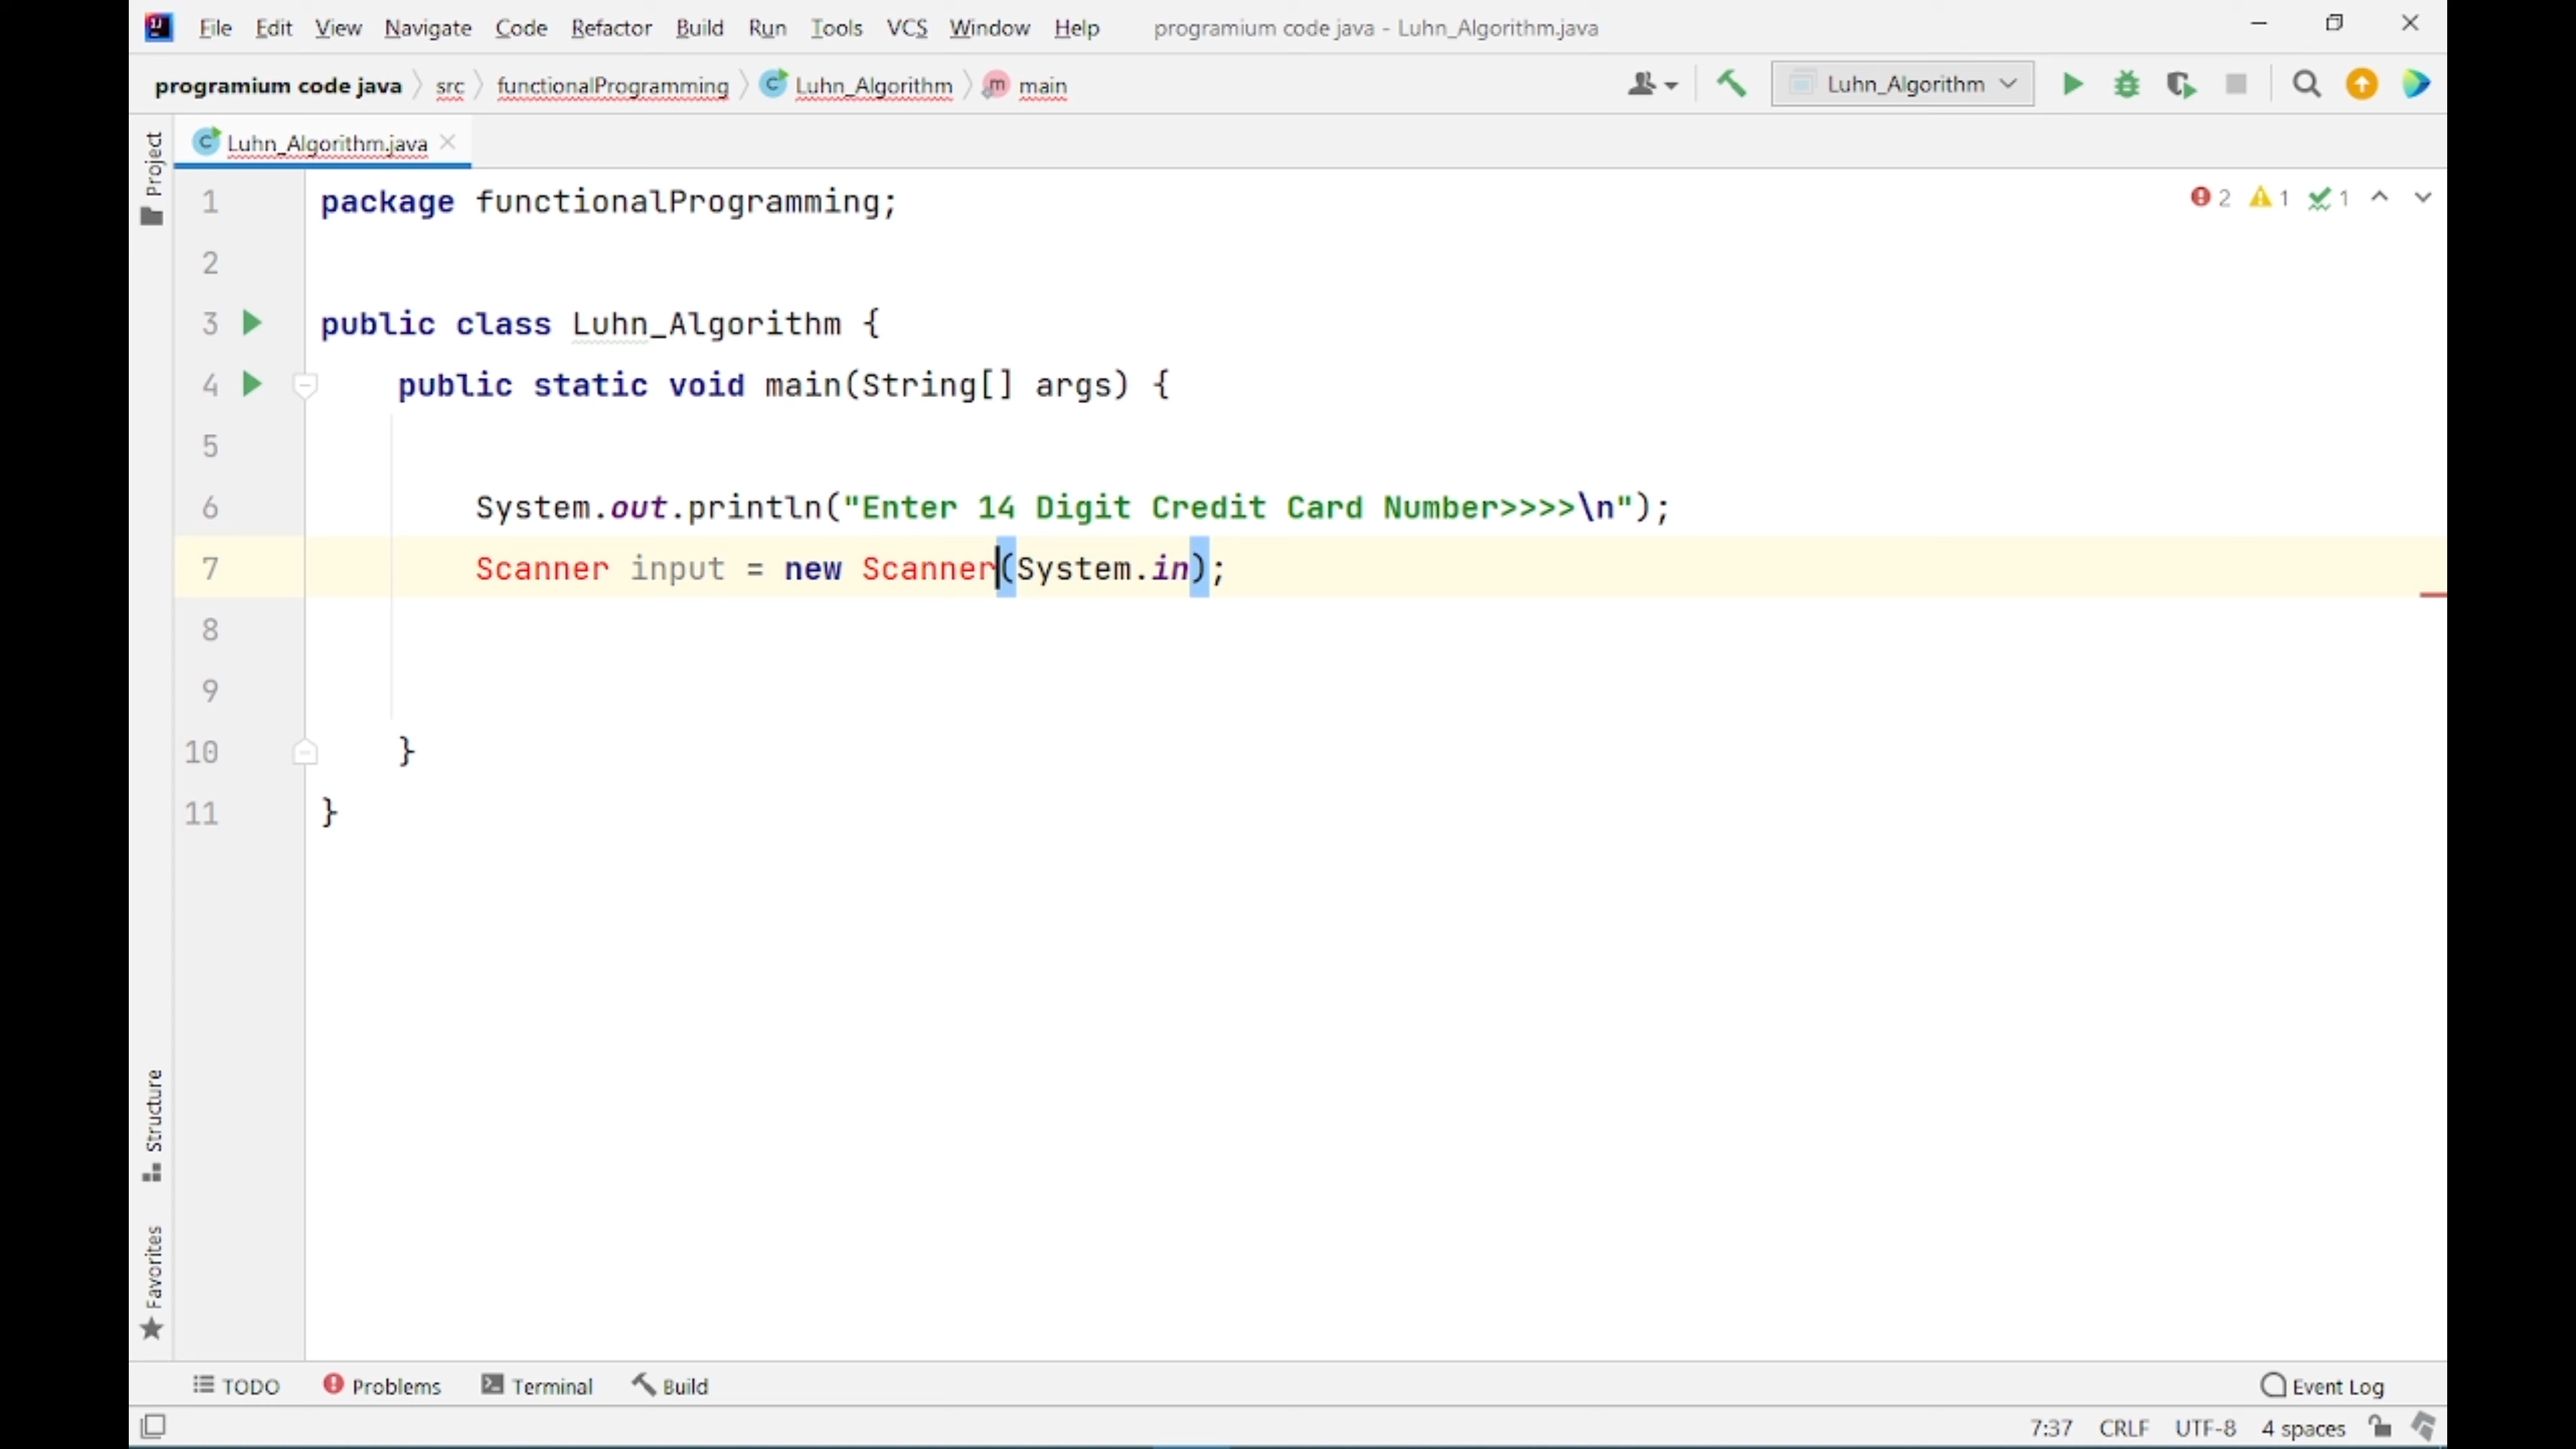 File Edit View Navigate Code Refactor Build Run Tools VCS Window Help programium code java - Luhn_Algorithm.java
programium code java src functionalProgramming Luhn_Algorithm main Luhn_Algorithm
Project
Luhn_Algorithm.java
1 package functionalProgramming; 2 1 1
2
3 public class Luhn_Algorithm {
4 public static void main(String[] args) {
5
6 System.out.println("Enter 14 Digit Credit Card Number>>>>\n");
7 Scanner input = new Scanner(System.in);
8
9
10 }
11 }
Structure
Favorites
TODO Problems Terminal Build Event Log
7:37 CRLF UTF-8 4 spaces